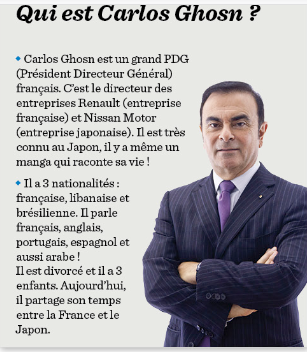 Qui est Carlos Ghosn ?
Carlos Ghosn est un grand PDG
(Président Directeur Général)
français. C'est le directeur des
entreprises Renault (entreprise
française) et Nissan Motor
(entreprise japonaise). Il est très
connu au Japon, il y a même un
manga qui raconte sa vie !
Il a 3 nationalités :
française, libanaise et
brésilienne. Il parle
français, anglais,
portugais, espagnol et
aussi arabe !
Il est divorcé et il a 3
enfants. Aujourd'hui,
il partage son temps
entre la France et le
Japon.